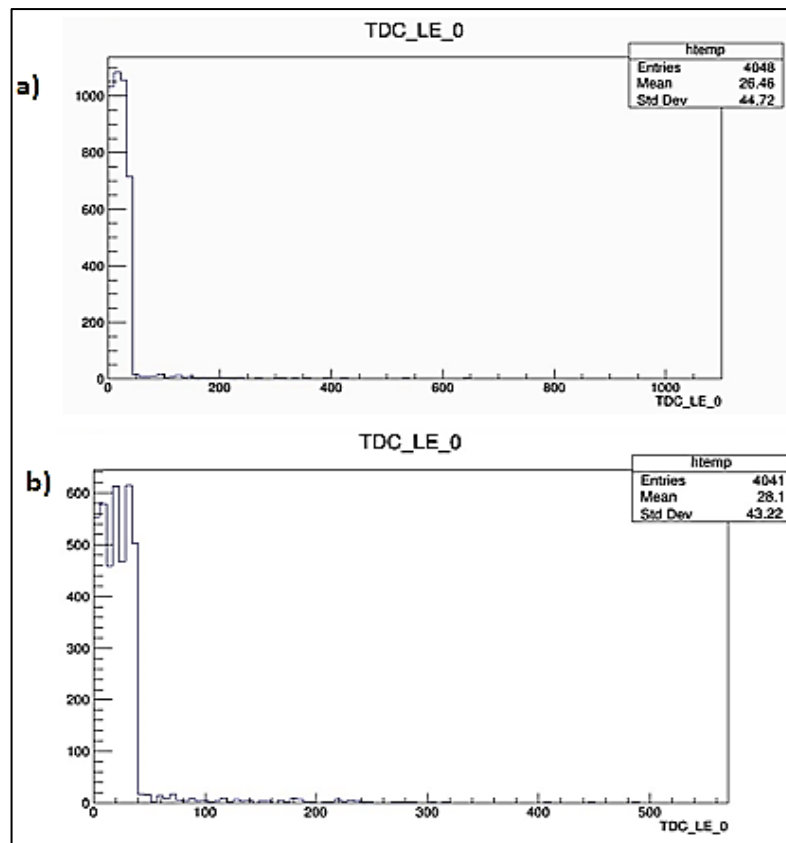 a)
TDC_LE_0
htemp
Entries 4048
Mean 26.46
Std Dev 44.72
1000
800
600
400
200
0
0 200 400 600 800 1000
TDC_LE_0
b)
TDC_LE_0
htemp
Entries 4041
Mean 28.1
Std Dev 43.22
600
500
400
300
200
100
0
0 100 200 300 400 500
TDC_LE_0